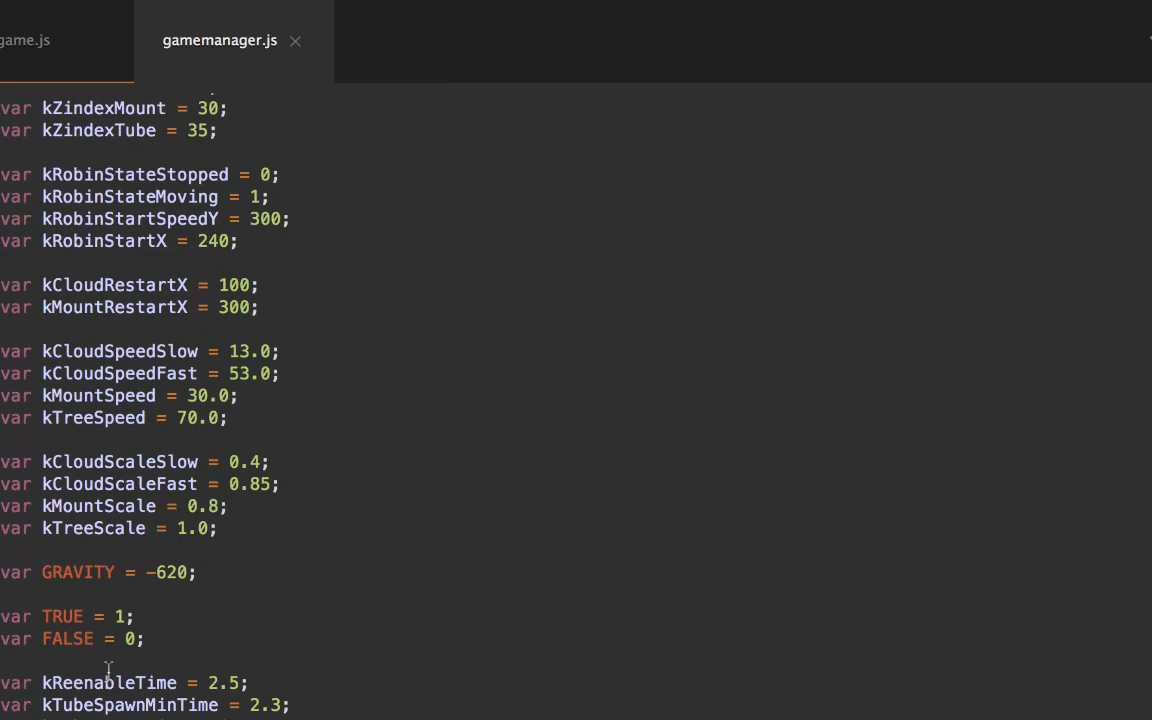 game.js
gamemanager.js
var kZindexMount = 30;
var kZindexTube = 35;
var kRobinStateStopped = 0;
var kRobinStateMoving = 1;
var kRobinStartSpeedY = 300;
var kRobinStartX = 240;
var kCloudRestartX = 100;
var kMountRestartX = 300;
var kCloudSpeedSlow = 13.0;
var kCloudSpeedFast = 53.0;
var kMountSpeed = 30.0;
var kTreeSpeed = 70.0;
var kCloudScaleSlow = 0.4;
var kCloudScaleFast = 0.85;
var kMountScale = 0.8;
var kTreeScale = 1.0;
var GRAVITY = -620;
var TRUE = 1;
var FALSE = 0;
var kReenableTime = 2.5;
var kTubeSpawnMinTime = 2.3;